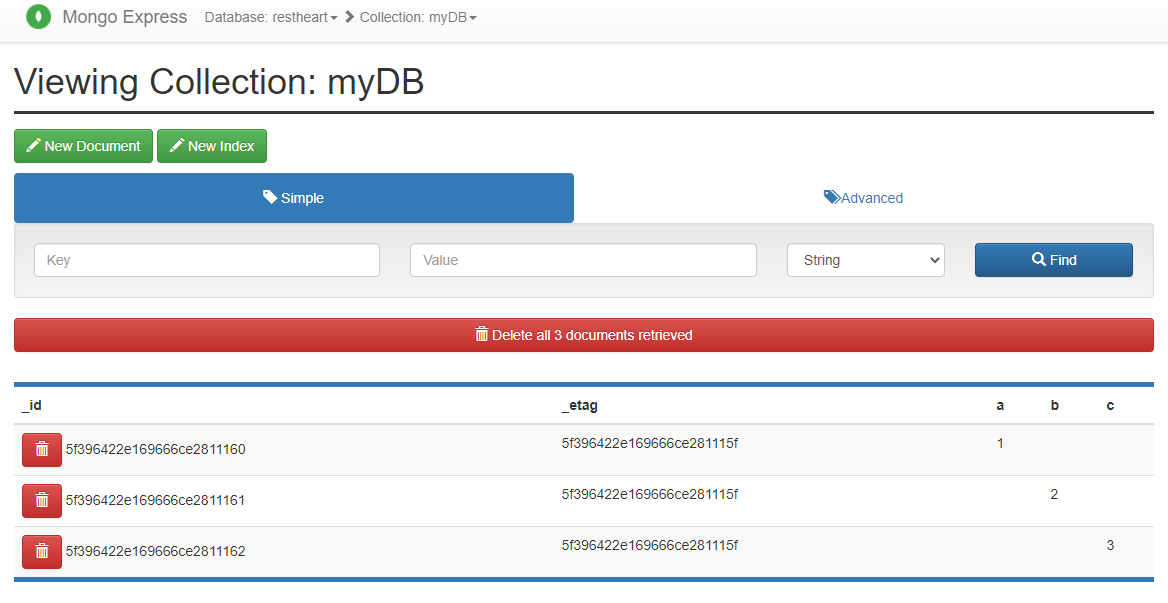 Mongo Express Database: restheart Collection: myDB
Viewing Collection: myDB
New Document New Index
Simple Advanced
Key Value String Find
Delete all 3 documents retrieved
_id _etag a b c
5f396422e169666ce2811160 5f396422e169666ce281115f 1
5f396422e169666ce2811161 5f396422e169666ce281115f 2
5f396422e169666ce2811162 5f396422e169666ce281115f 3